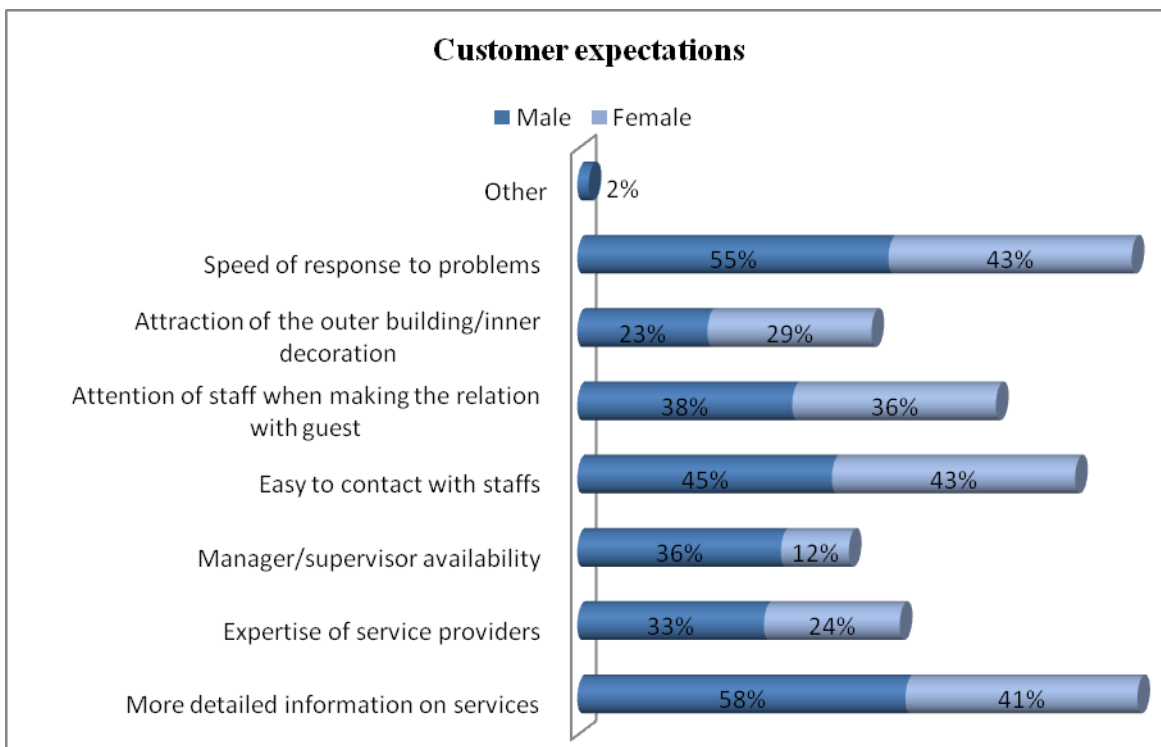 Customer expectations
Male Female
Other
2%
Speed of response to problems
55% 43%
Attraction of the outer building/inner
decoration
23% 29%
Attention of staff when making the relation
with guest
38% 36%
Easy to contact with staffs
45% 43%
Manager/supervisor availability
36% 12%
Expertise of service providers
33% 24%
More detailed information on services
58% 41%